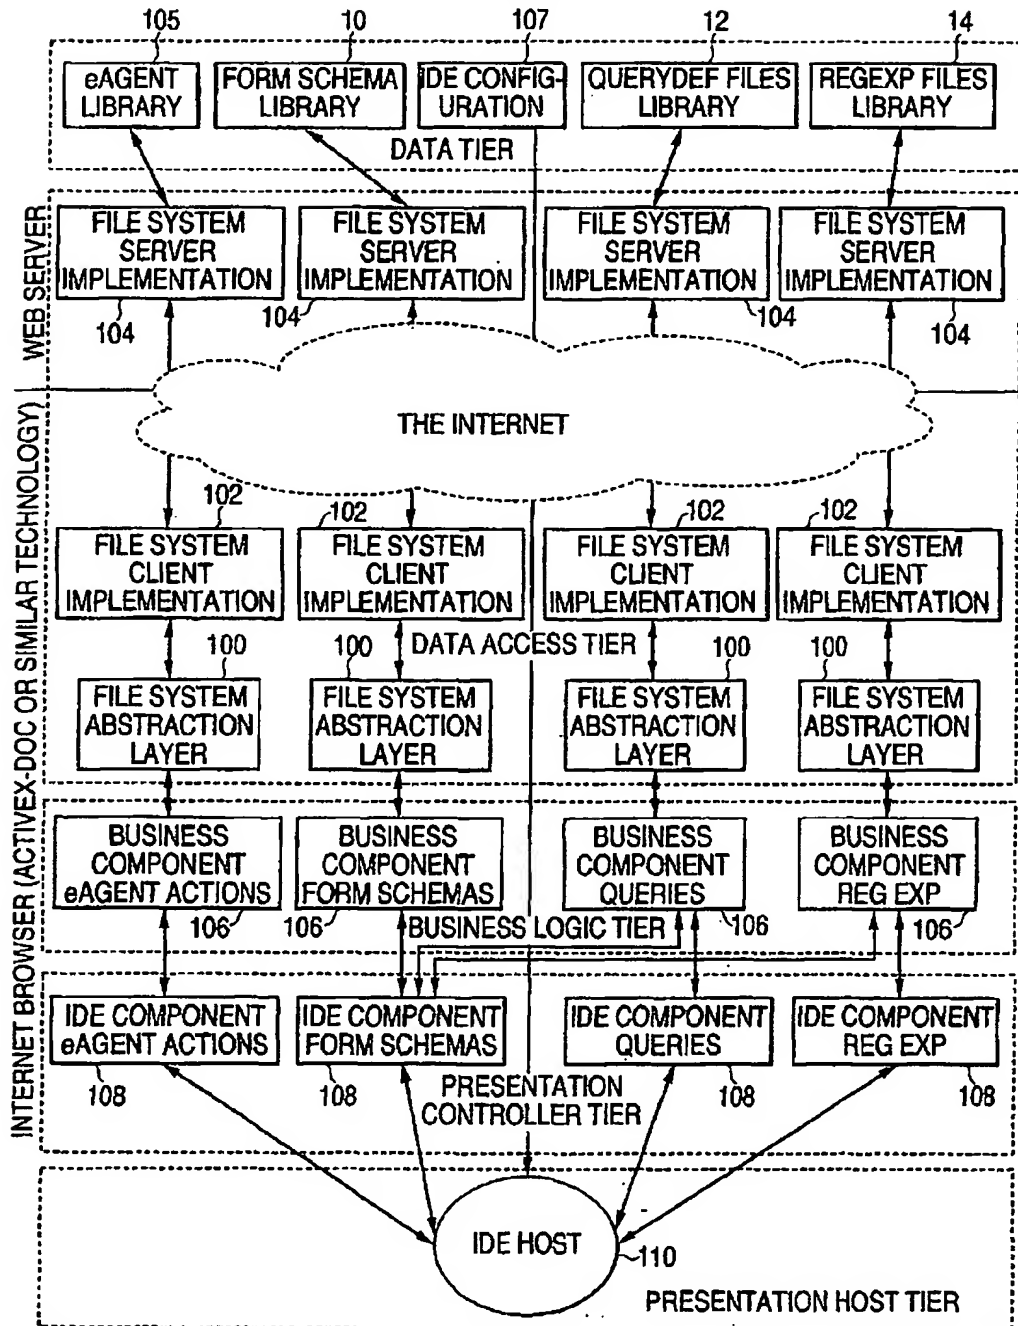 105
10
107
12
14
eAGENT
LIBRARY
FORM SCHEMA
LIBRARY
IDE CONFIG-
URATION
QUERYDEF FILES
LIBRARY
REGEXP FILES
LIBRARY
DATA TIER
WEB SERVER
FILE SYSTEM
SERVER
IMPLEMENTATION
FILE SYSTEM
SERVER
IMPLEMENTATION
FILE SYSTEM
SERVER
IMPLEMENTATION
FILE SYSTEM
SERVER
IMPLEMENTATION
104
104
104
104
THE INTERNET
INTERNET BROWSER (ACTIVEX-DOC OR SIMILAR TECHNOLOGY)
102
102
102
102
FILE SYSTEM
CLIENT
IMPLEMENTATION
FILE SYSTEM
CLIENT
IMPLEMENTATION
FILE SYSTEM
CLIENT
IMPLEMENTATION
FILE SYSTEM
CLIENT
IMPLEMENTATION
DATA ACCESS TIER
100
100
100
100
FILE SYSTEM
ABSTRACTION
LAYER
FILE SYSTEM
ABSTRACTION
LAYER
FILE SYSTEM
ABSTRACTION
LAYER
FILE SYSTEM
ABSTRACTION
LAYER
BUSINESS
COMPONENT
eAGENT ACTIONS
BUSINESS
COMPONENT
FORM SCHEMAS
BUSINESS
COMPONENT
QUERIES
BUSINESS
COMPONENT
REG EXP
106
106
106
106
BUSINESS LOGIC TIER
IDE COMPONENT
eAGENT ACTIONS
IDE COMPONENT
FORM SCHEMAS
IDE COMPONENT
QUERIES
IDE COMPONENT
REG EXP
108
108
108
108
PRESENTATION
CONTROLLER TIER
IDE HOST
110
PRESENTATION HOST TIER